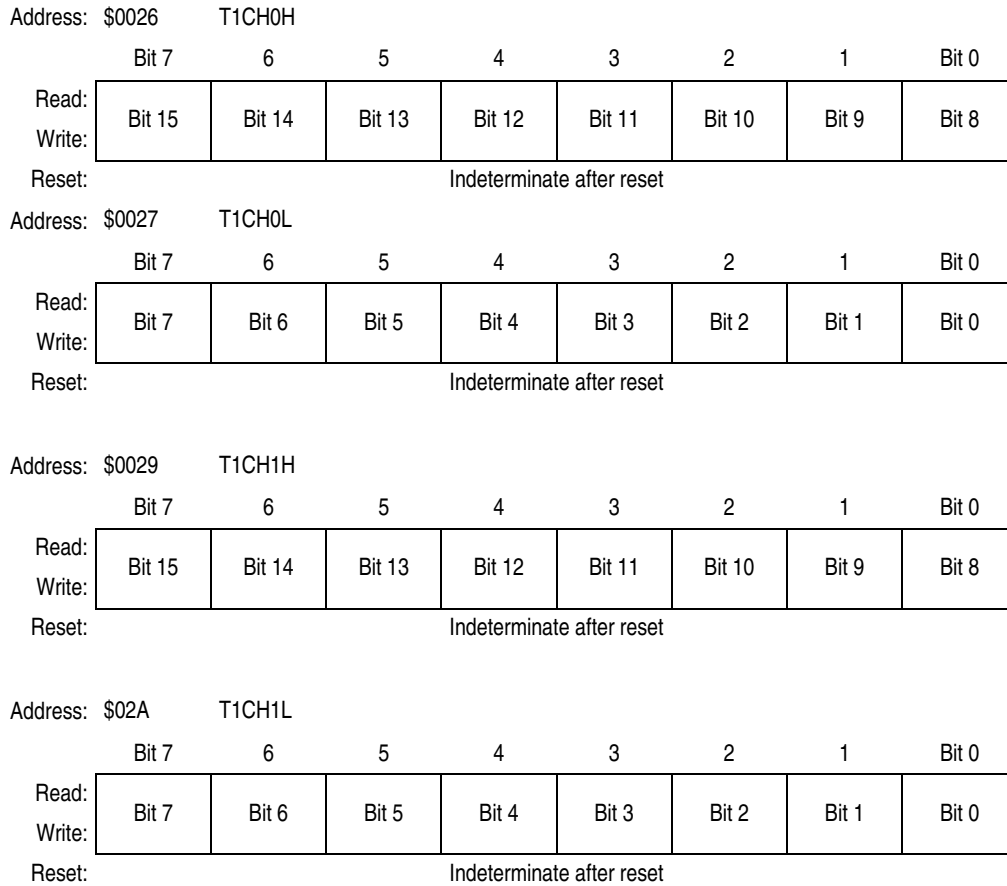 Address: $0026 T1CH0H
Bit 7 6 5 4 3 2 1 Bit 0
Read:
Bit 15 Bit 14 Bit 13 Bit 12 Bit 11 Bit 10 Bit 9 Bit 8
Write:
Reset: Indeterminate after reset
Address: $0027 T1CH0L
Bit 7 6 5 4 3 2 1 Bit 0
Read:
Bit 7 Bit 6 Bit 5 Bit 4 Bit 3 Bit 2 Bit 1 Bit 0
Write:
Reset: Indeterminate after reset
Address: $0029 T1CH1H
Bit 7 6 5 4 3 2 1 Bit 0
Read:
Bit 15 Bit 14 Bit 13 Bit 12 Bit 11 Bit 10 Bit 9 Bit 8
Write:
Reset: Indeterminate after reset
Address: $02A T1CH1L
Bit 7 6 5 4 3 2 1 Bit 0
Read:
Bit 7 Bit 6 Bit 5 Bit 4 Bit 3 Bit 2 Bit 1 Bit 0
Write:
Reset: Indeterminate after reset